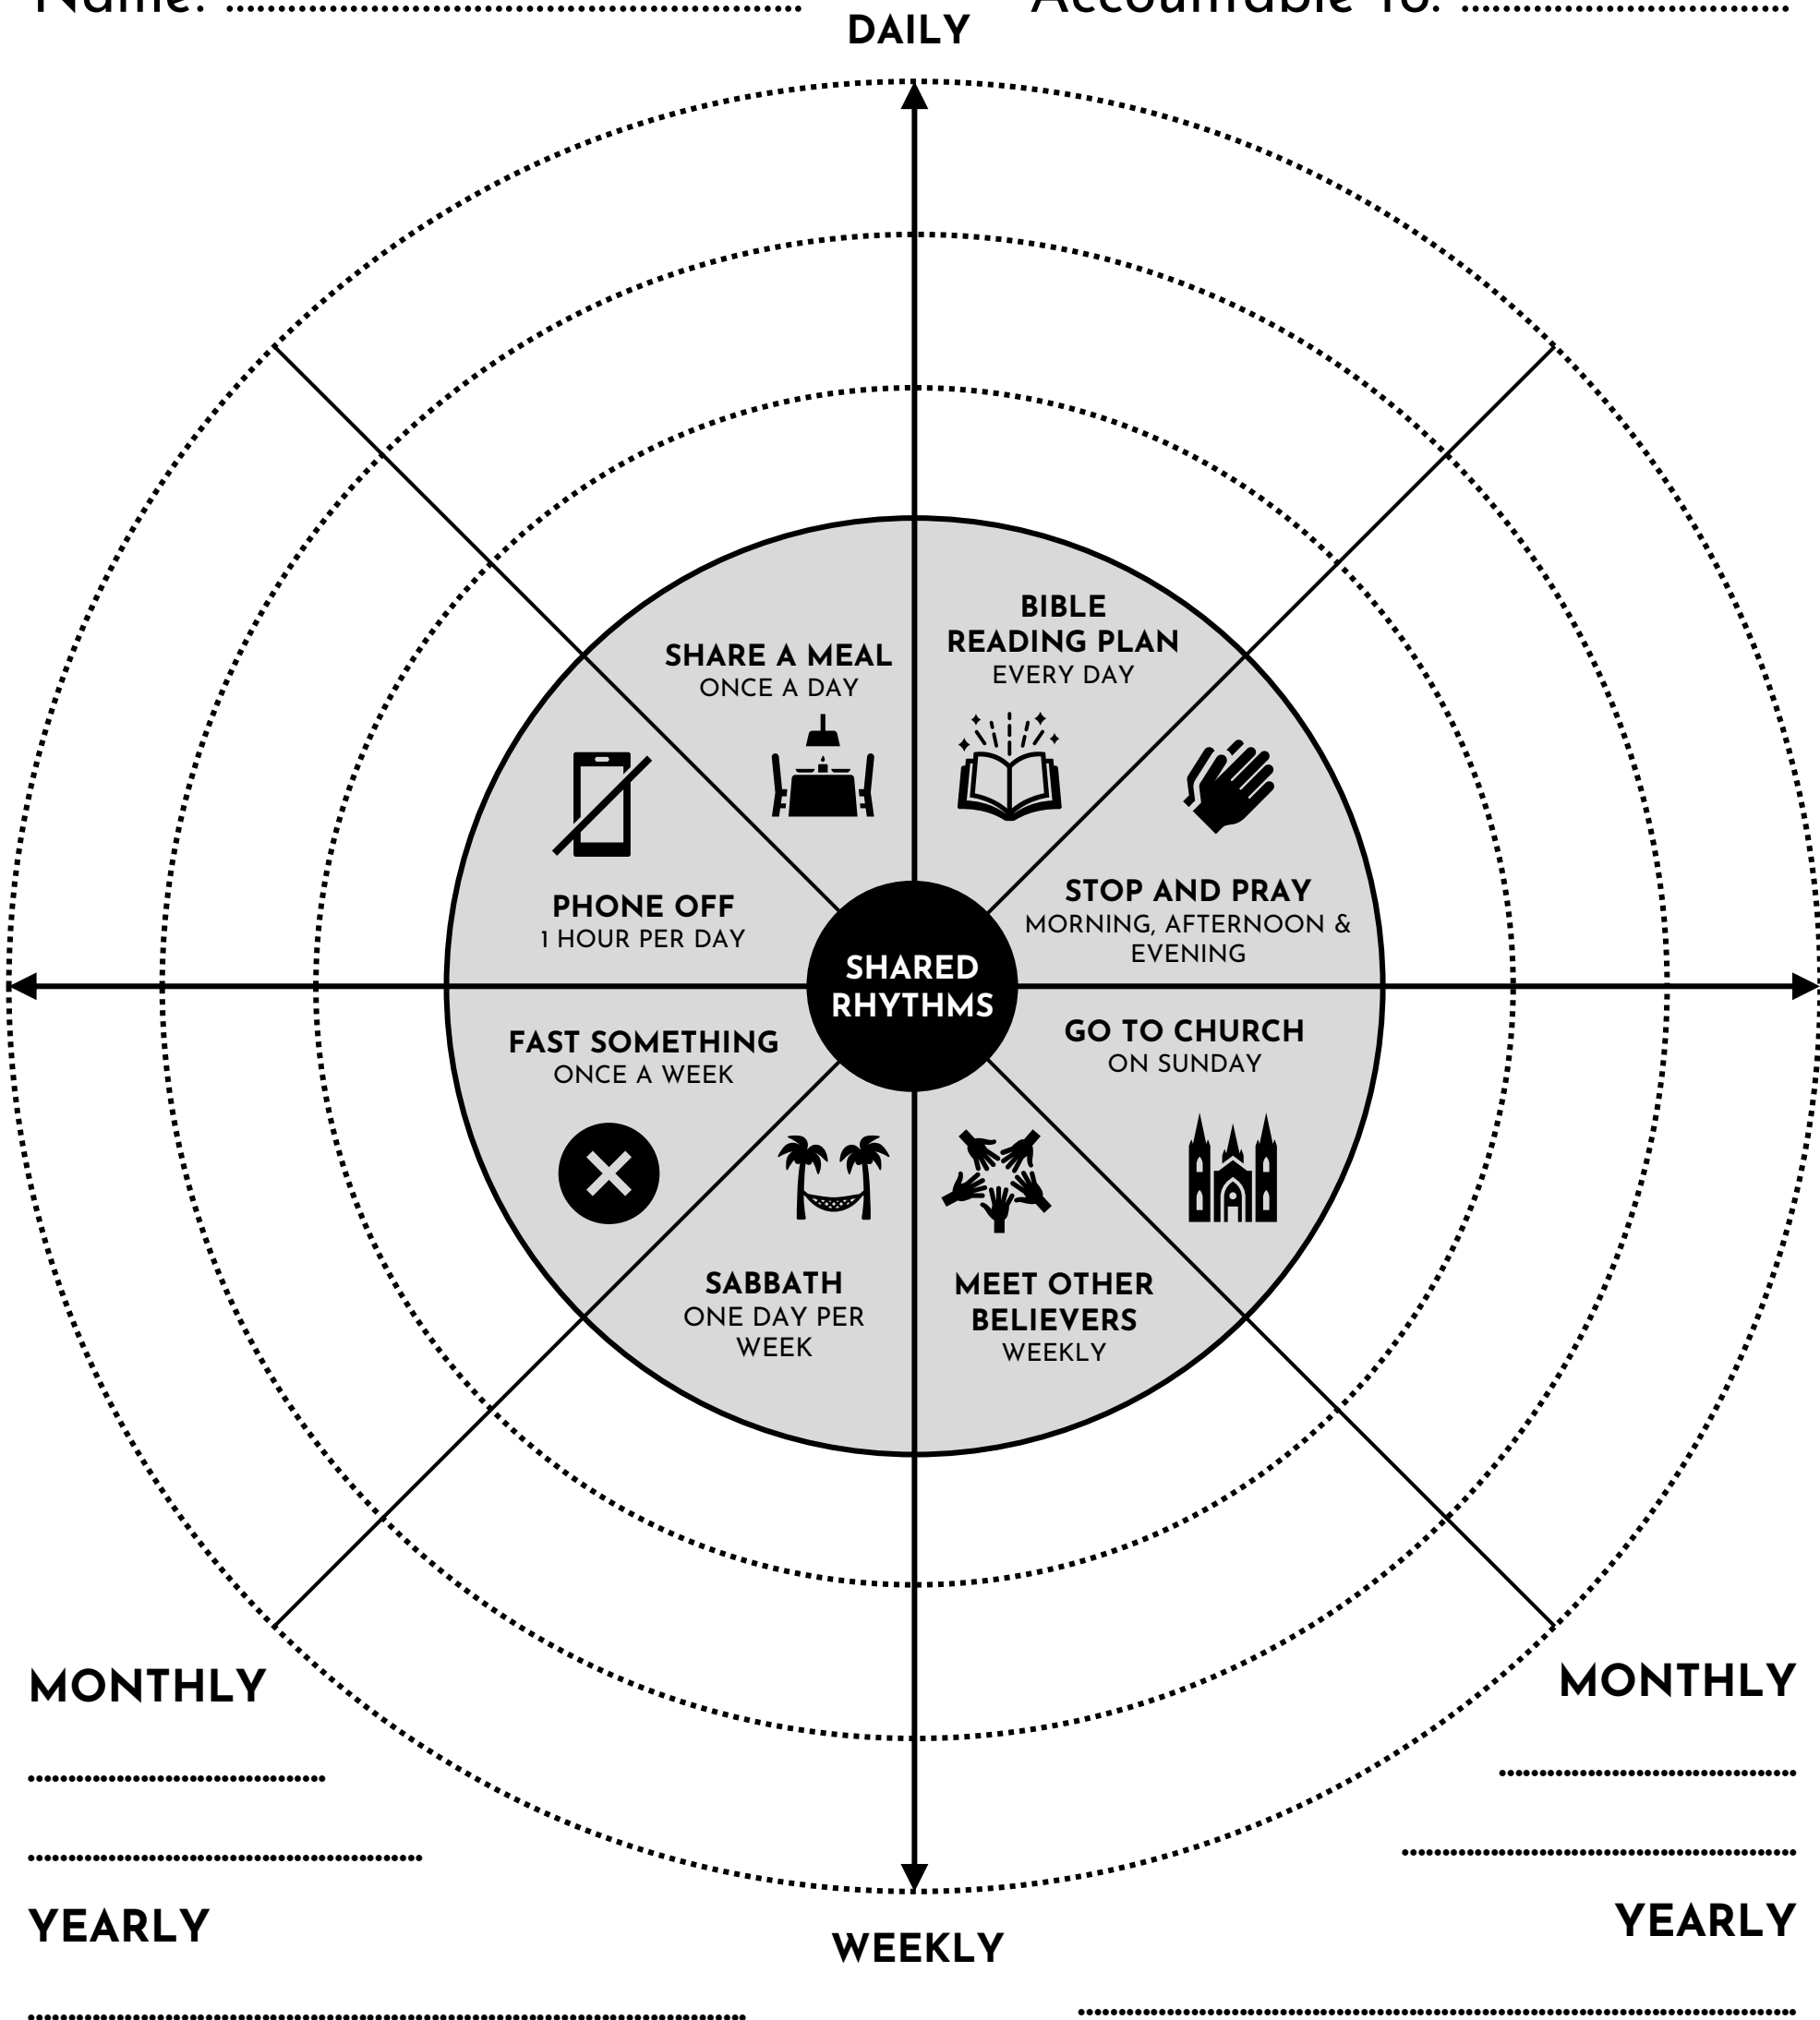 Name:
Accountable To:
DAILY
BIBLE
READING PLAN
EVERY DAY
SHARE A MEAL
ONCE A DAY
STOP AND PRAY
MORNING, AFTERNOON &
EVENING
PHONE OFF
1 HOUR PER DAY
SHARED
RHYTHMS
GO TO CHURCH
ON SUNDAY
FAST SOMETHING
ONCE A WEEK
SABBATH
ONE DAY PER
WEEK
MEET OTHER
BELIEVERS
WEEKLY
MONTHLY
MONTHLY
YEARLY
YEARLY
WEEKLY